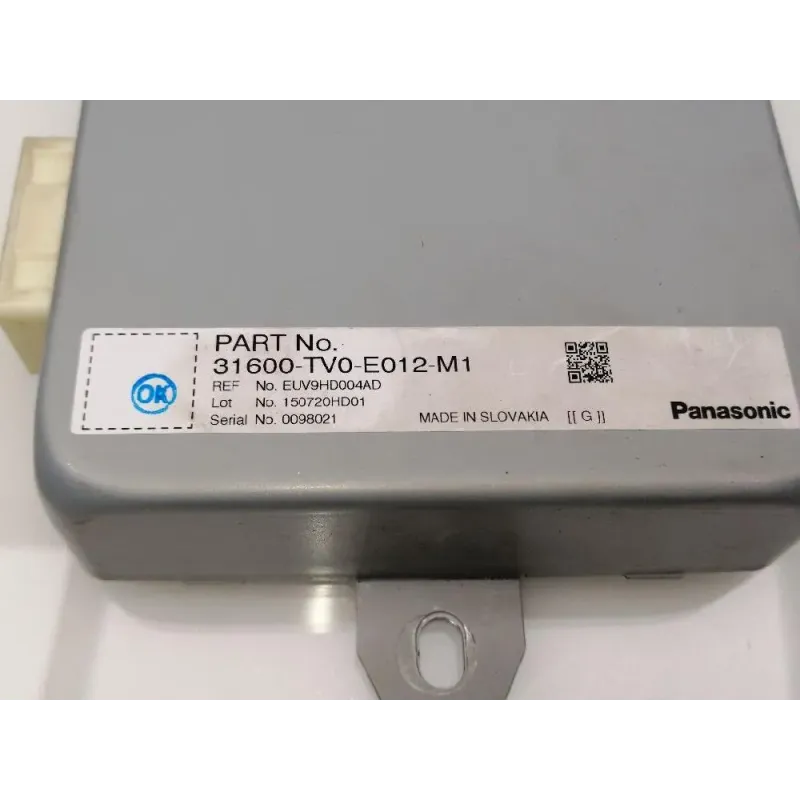 PART No.
31600-TV0-E012-M1
REF No. EUV9HD004AD
Lot No. 150720HD01
Serial No. 0098021
MADE IN SLOVAKIA [[ G ]]
Panasonic
OK